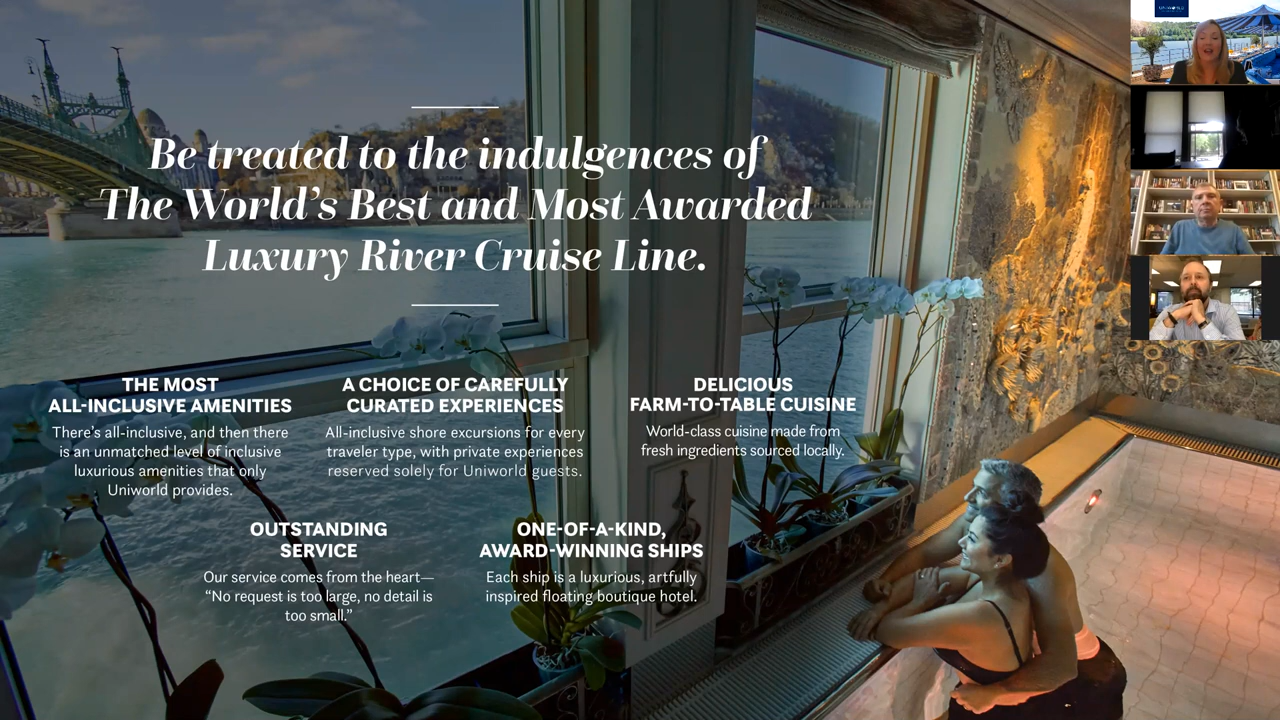 UNIWORLD
Be treated to the indulgences of
The World's Best and Most Awarded
Luxury River Cruise Line.
THE MOST
ALL-INCLUSIVE AMENITIES
There's all-inclusive, and then there
is an unmatched level of inclusive
luxurious amenities that only
Uniworld provides.
A CHOICE OF CAREFULLY
CURATED EXPERIENCES
All-inclusive shore excursions for every
traveler type, with private experiences
reserved solely for Uniworld guests.
DELICIOUS
FARM-TO-TABLE CUISINE
World-class cuisine made from
fresh ingredients sourced locally.
OUTSTANDING
SERVICE
Our service comes from the heart—
“No request is too large, no detail is
too small.”
ONE-OF-A-KIND,
AWARD-WINNING SHIPS
Each ship is a luxurious, artfully
inspired floating boutique hotel.